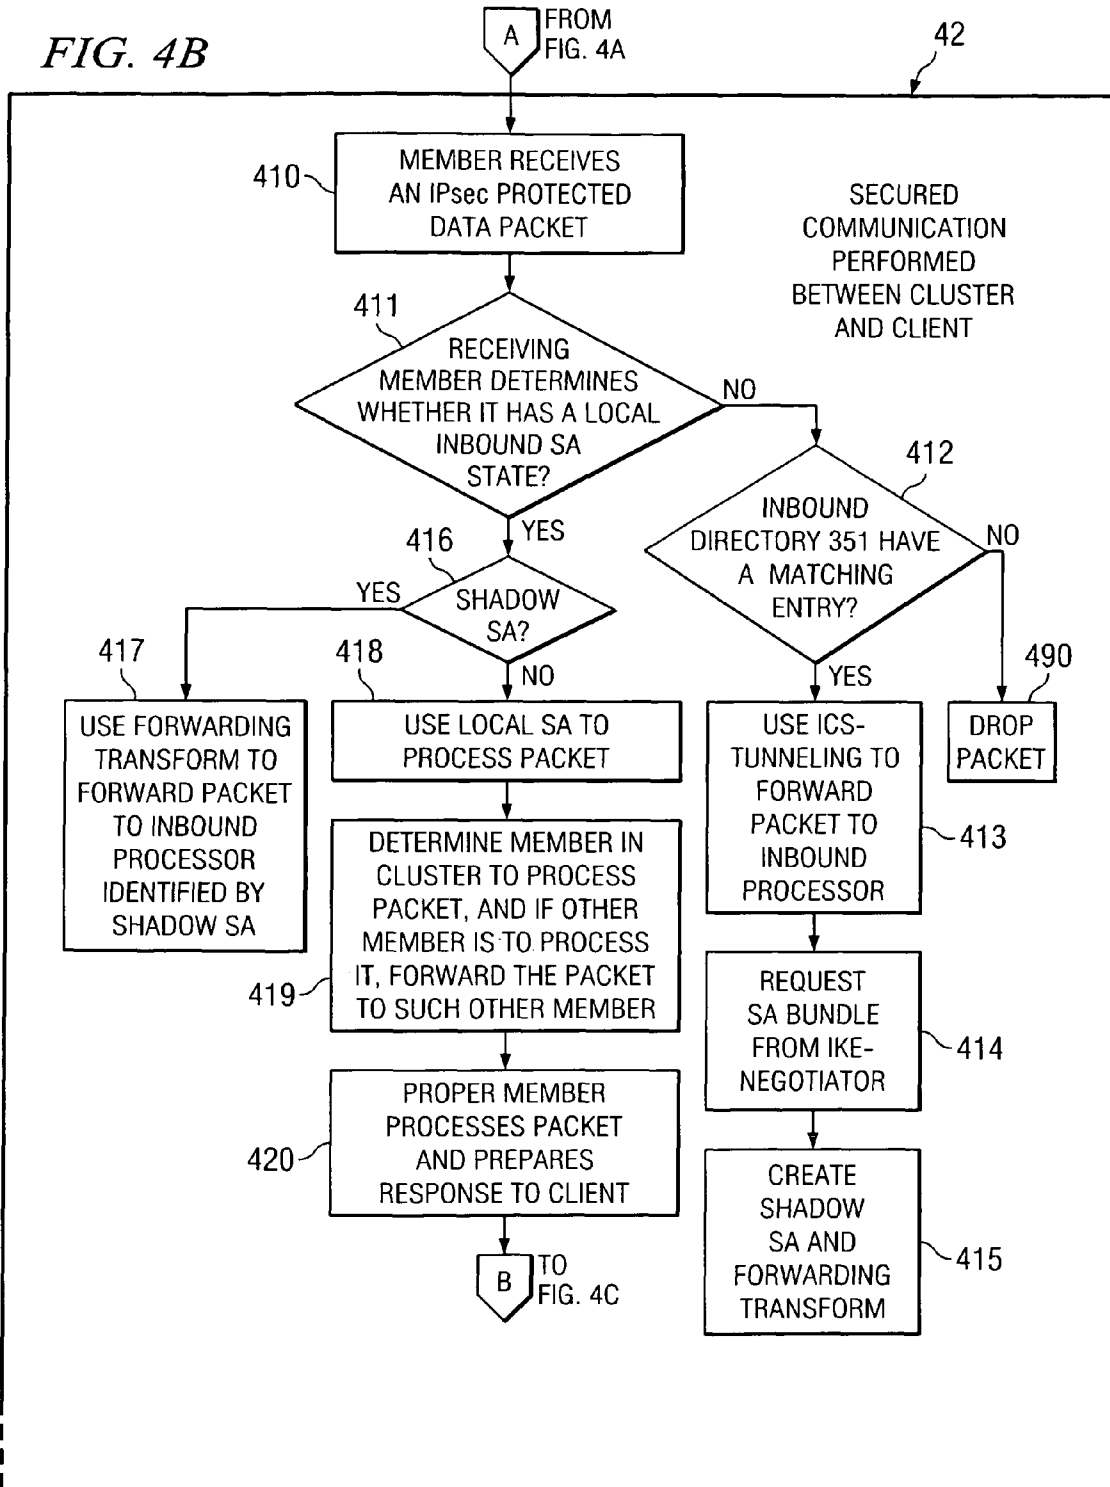 FIG. 4B
A
FROM
FIG. 4A
42
410
MEMBER RECEIVES
AN IPsec PROTECTED
DATA PACKET
SECURED
COMMUNICATION
PERFORMED
BETWEEN CLUSTER
AND CLIENT
411
RECEIVING
MEMBER DETERMINES
WHETHER IT HAS A LOCAL
INBOUND SA
STATE?
NO
YES
412
INBOUND
DIRECTORY 351 HAVE
A MATCHING
ENTRY?
NO
YES
416
SHADOW
SA?
YES
NO
417
USE FORWARDING
TRANSFORM TO
FORWARD PACKET
TO INBOUND
PROCESSOR
IDENTIFIED BY
SHADOW SA
418
USE LOCAL SA TO
PROCESS PACKET
490
DROP
PACKET
USE ICS-
TUNNELING TO
FORWARD
PACKET TO
INBOUND
PROCESSOR
413
419
DETERMINE MEMBER IN
CLUSTER TO PROCESS
PACKET, AND IF OTHER
MEMBER IS TO PROCESS
IT, FORWARD THE PACKET
TO SUCH OTHER MEMBER
REQUEST
SA BUNDLE
FROM IKE-
NEGOTIATOR
414
420
PROPER MEMBER
PROCESSES PACKET
AND PREPARES
RESPONSE TO CLIENT
CREATE
SHADOW
SA AND
FORWARDING
TRANSFORM
415
B
TO
FIG. 4C